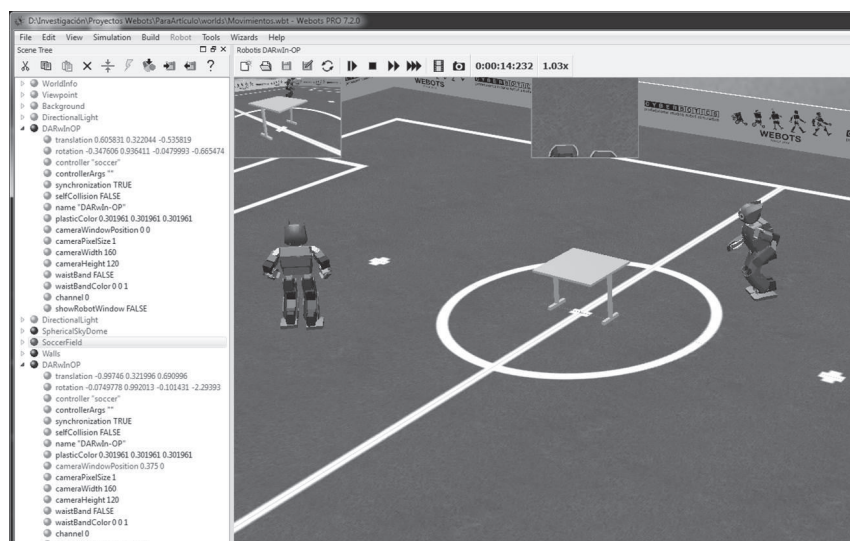 D:\Investigación\Proyectos Webots\ParaArtículo\worlds\Movimientos.wbt - Webots PRO 7.2.0
File Edit View Simulation Build Robot Tools Wizards Help
Scene Tree
Robotis DARwIn-OP
0:00:14:232 1.03x
WorldInfo
Viewpoint
Background
DirectionalLight
DARwInOP
translation 0.605831 0.322044 -0.535819
rotation -0.347606 0.936411 -0.0479993 -0.665474
controller "soccer"
controllerArgs ""
synchronization TRUE
selfCollision FALSE
name "DARwIn-OP"
plasticColor 0.301961 0.301961 0.301961
cameraWindowPosition 0 0
cameraPixelSize 1
cameraWidth 160
cameraHeight 120
waistBand FALSE
waistBandColor 0 0 1
channel 0
showRobotWindow FALSE
DirectionalLight
SphericalSkyDome
SoccerField
Walls
DARwInOP
translation -0.99746 0.321996 0.690996
rotation -0.0749778 0.992013 -0.101431 -2.29393
controller "soccer"
controllerArgs ""
synchronization TRUE
selfCollision FALSE
name "DARwIn-OP"
plasticColor 0.301961 0.301961 0.301961
cameraWindowPosition 0.375 0
cameraPixelSize 1
cameraWidth 160
cameraHeight 120
waistBand FALSE
waistBandColor 0 0 1
channel 0
WEBOTS
CYBERBOTICS
WEBOTS